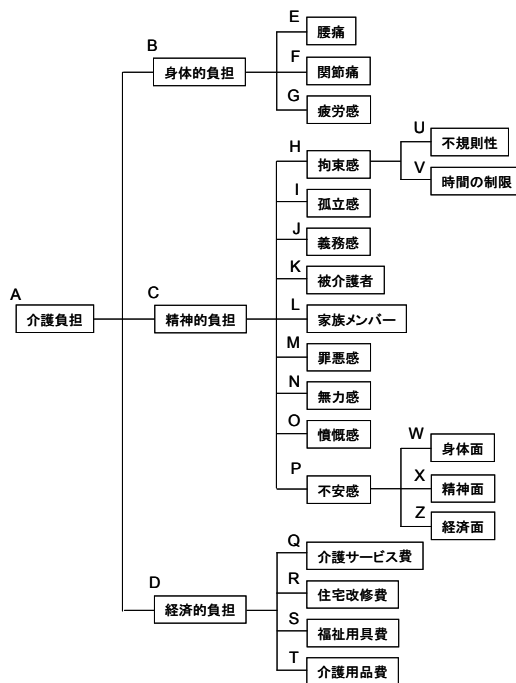 A
介護負担
B
身体的負担
E
腰痛
F
関節痛
G
疲労感
C
精神的負担
H
拘束感
U
不規則性
V
時間の制限
I
孤立感
J
義務感
K
被介護者
L
家族メンバー
M
罪悪感
N
無力感
O
憤慨感
P
不安感
W
身体面
X
精神面
Z
経済面
D
経済的負担
Q
介護サービス費
R
住宅改修費
S
福祉用具費
T
介護用品費